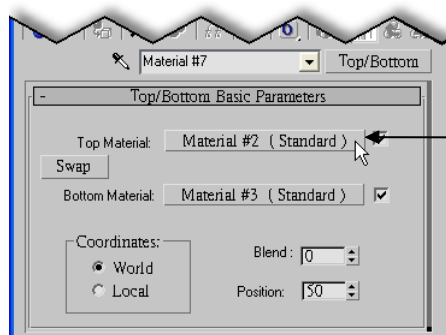 Material #7
Top/Bottom
- Top/Bottom Basic Parameters
Top Material: Material #2 ( Standard )
Swap
Bottom Material: Material #3 ( Standard )
Coordinates:
World
Local
Blend: 0
Position: 50